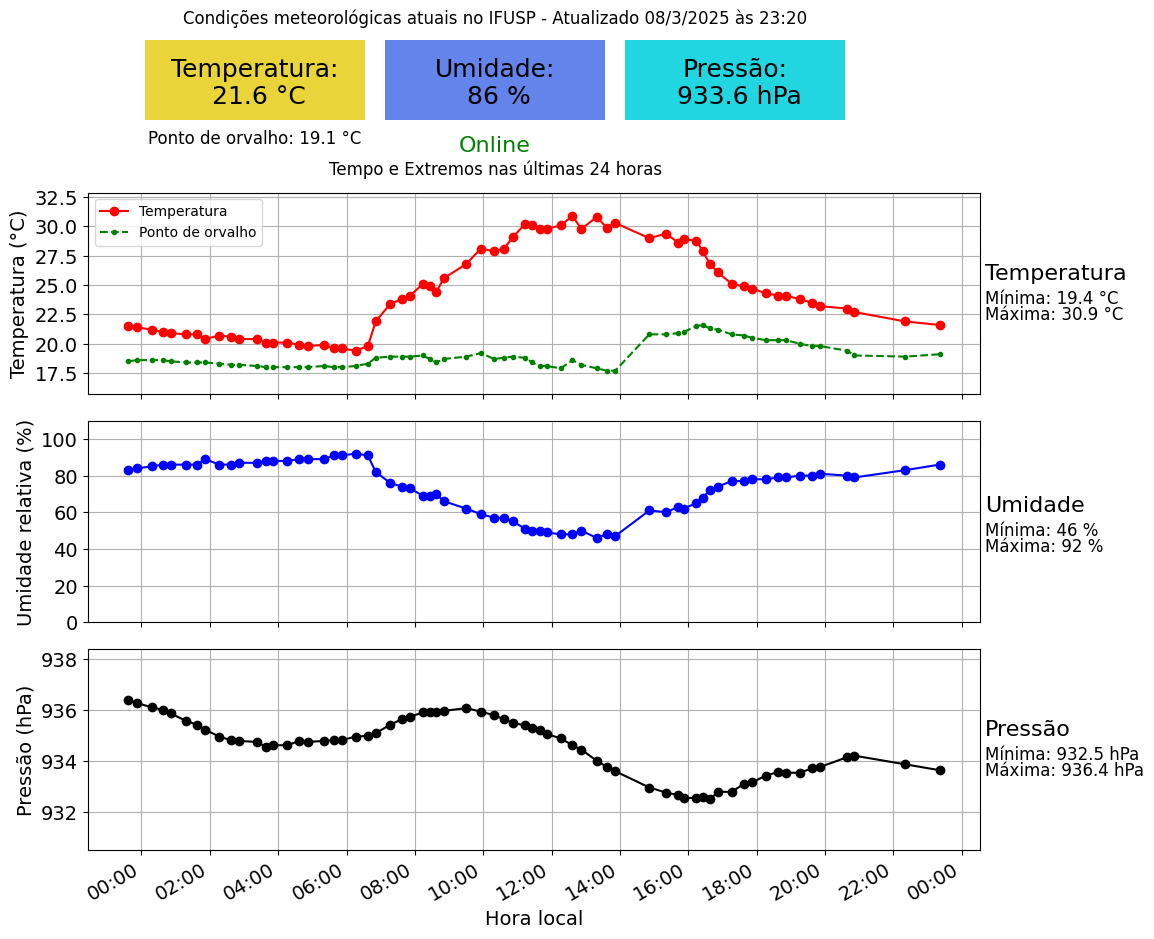 Condições meteorológicas atuais no IFUSP - Atualizado 08/3/2025 às 23:20
Temperatura:
21.6 °C
Umidade:
86 %
Pressão:
933.6 hPa
Ponto de orvalho: 19.1 °C
Online
Tempo e Extremos nas últimas 24 horas
Temperatura (°C)
32.5
30.0
27.5
25.0
22.5
20.0
17.5
Temperatura
Ponto de orvalho
Temperatura
Mínima: 19.4 °C
Máxima: 30.9 °C
Umidade relativa (%)
100
80
60
40
20
0
Umidade
Mínima: 46 %
Máxima: 92 %
Pressão (hPa)
938
936
934
932
Pressão
Mínima: 932.5 hPa
Máxima: 936.4 hPa
00:00 02:00 04:00 06:00 08:00 10:00 12:00 14:00 16:00 18:00 20:00 22:00 00:00
Hora local